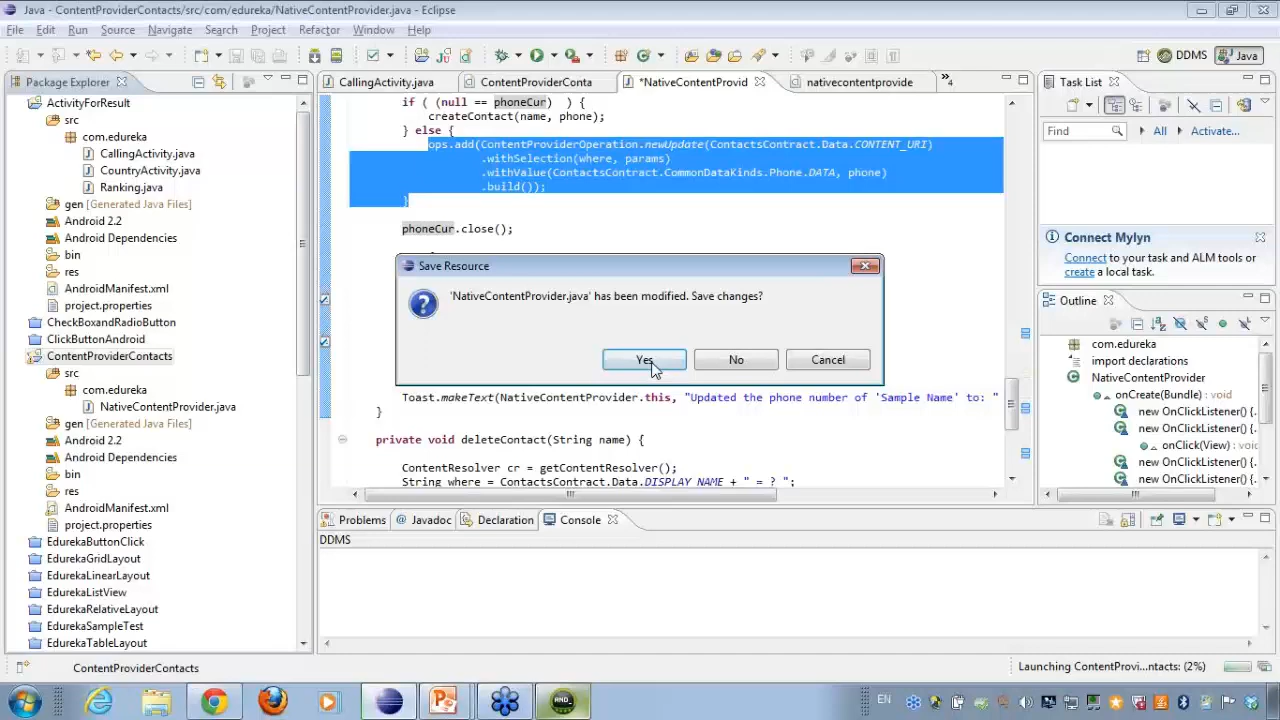 Java - ContentProviderContacts/src/com/edureka/NativeContentProvider.java - Eclipse
File Edit Run Source Navigate Search Project Refactor Window Help
DDMS Java
Package Explorer
ActivityForResult
src
com.edureka
CallingActivity.java
CountryActivity.java
Ranking.java
gen [Generated Java Files]
Android 2.2
Android Dependencies
bin
res
AndroidManifest.xml
project.properties
CheckBoxandRadioButton
ClickButtonAndroid
ContentProviderContacts
src
com.edureka
NativeContentProvider.java
gen [Generated Java Files]
Android 2.2
Android Dependencies
bin
res
AndroidManifest.xml
project.properties
EdurekaButtonClick
EdurekaGridLayout
EdurekaLinearLayout
EdurekaListView
EdurekaRelativeLayout
EdurekaSampleTest
EdurekaTableLayout
CallingActivity.java ContentProviderConta *NativeContentProvid nativecontentprovide »4
if ( (null == phoneCur) ) {
createContact(name, phone);
} else {
ops.add(ContentProviderOperation.newUpdate(ContactsContract.Data.CONTENT_URI)
.withSelection(where, params)
.withValue(ContactsContract.CommonDataKinds.Phone.DATA, phone)
.build());
}
phoneCur.close();
Save Resource
'NativeContentProvider.java' has been modified. Save changes?
Yes No Cancel
Toast.makeText(NativeContentProvider.this, "Updated the phone number of 'Sample Name' to: "
}
private void deleteContact(String name) {
ContentResolver cr = getContentResolver();
String where = ContactsContract.Data.DISPLAY_NAME + " = ? ";
Problems Javadoc Declaration Console
DDMS
Task List
Find All Activate...
Connect Mylyn
Connect to your task and ALM tools or
create a local task.
Outline
com.edureka
import declarations
NativeContentProvider
onCreate(Bundle) : void
new OnClickListener() {..
new OnClickListener() {..
onClick(View) : void
new OnClickListener() {..
new OnClickListener() {..
ContentProviderContacts
Launching ContentProvi...ntacts: (2%)
EN